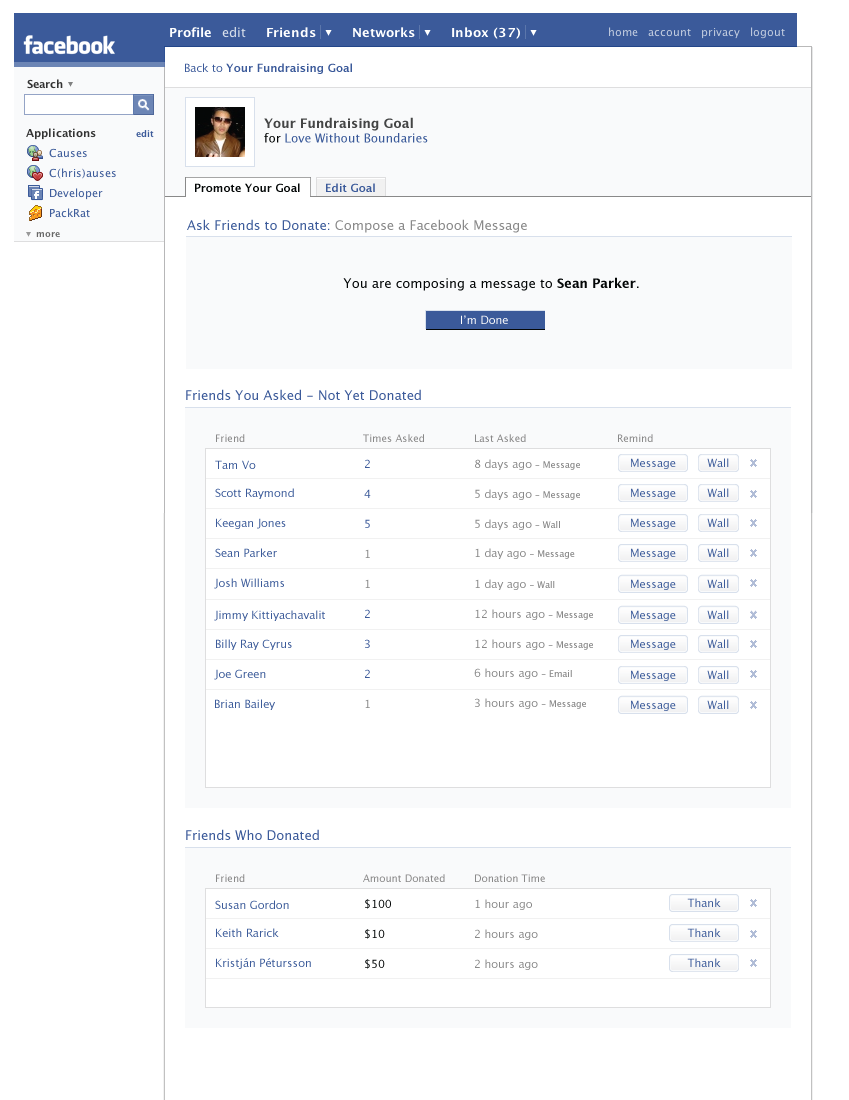 facebook
Profile edit Friends ▼ Networks ▼ Inbox (37) ▼ home account privacy logout
Search ▼
Applications edit
Causes
C(hris)auses
Developer
PackRat
▼ more
Back to Your Fundraising Goal
Your Fundraising Goal
for Love Without Boundaries
Promote Your Goal Edit Goal
Ask Friends to Donate: Compose a Facebook Message
You are composing a message to Sean Parker.
I'm Done
Friends You Asked – Not Yet Donated
Friend Times Asked Last Asked Remind
Tam Vo 2 8 days ago – Message Message Wall x
Scott Raymond 4 5 days ago – Message Message Wall x
Keegan Jones 5 5 days ago – Wall Message Wall x
Sean Parker 1 1 day ago – Message Message Wall x
Josh Williams 1 1 day ago – Wall Message Wall x
Jimmy Kittiyachavalit 2 12 hours ago – Message Message Wall x
Billy Ray Cyrus 3 12 hours ago – Message Message Wall x
Joe Green 2 6 hours ago – Email Message Wall x
Brian Bailey 1 3 hours ago – Message Message Wall x
Friends Who Donated
Friend Amount Donated Donation Time
Susan Gordon $100 1 hour ago Thank x
Keith Rarick $10 2 hours ago Thank x
Kristján Pétursson $50 2 hours ago Thank x